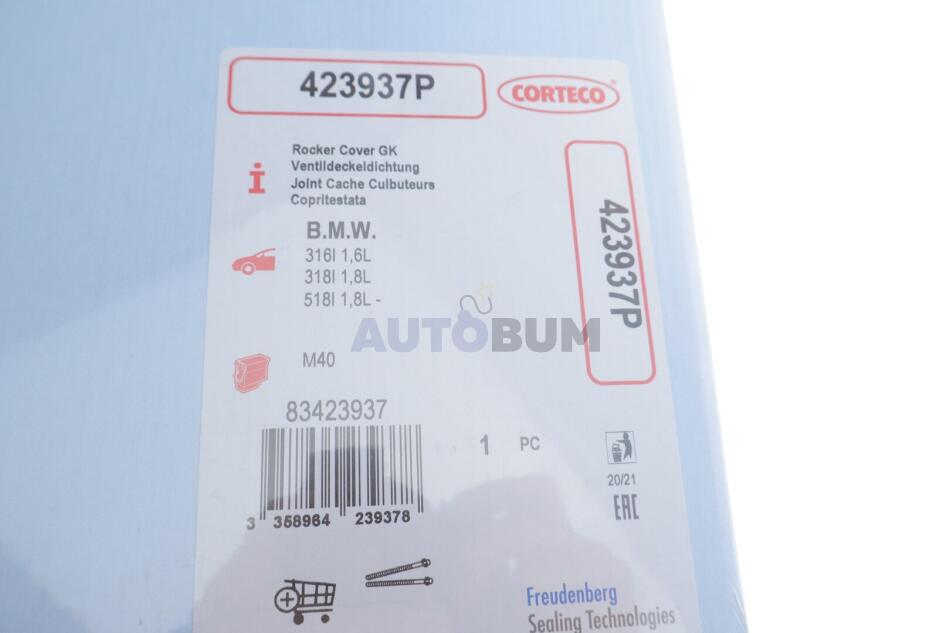 423937P
CORTECO
Rocker Cover GK
Ventildeckeldichtung
Joint Cache Culbuteurs
Copritestata
B.M.W.
316I 1,6L
318I 1,8L
518I 1,8L -
423937P
AUTOBUM
M40
83423937
1 PC
3 358964 239378
20/21
EAC
Freudenberg
Sealing Technologies